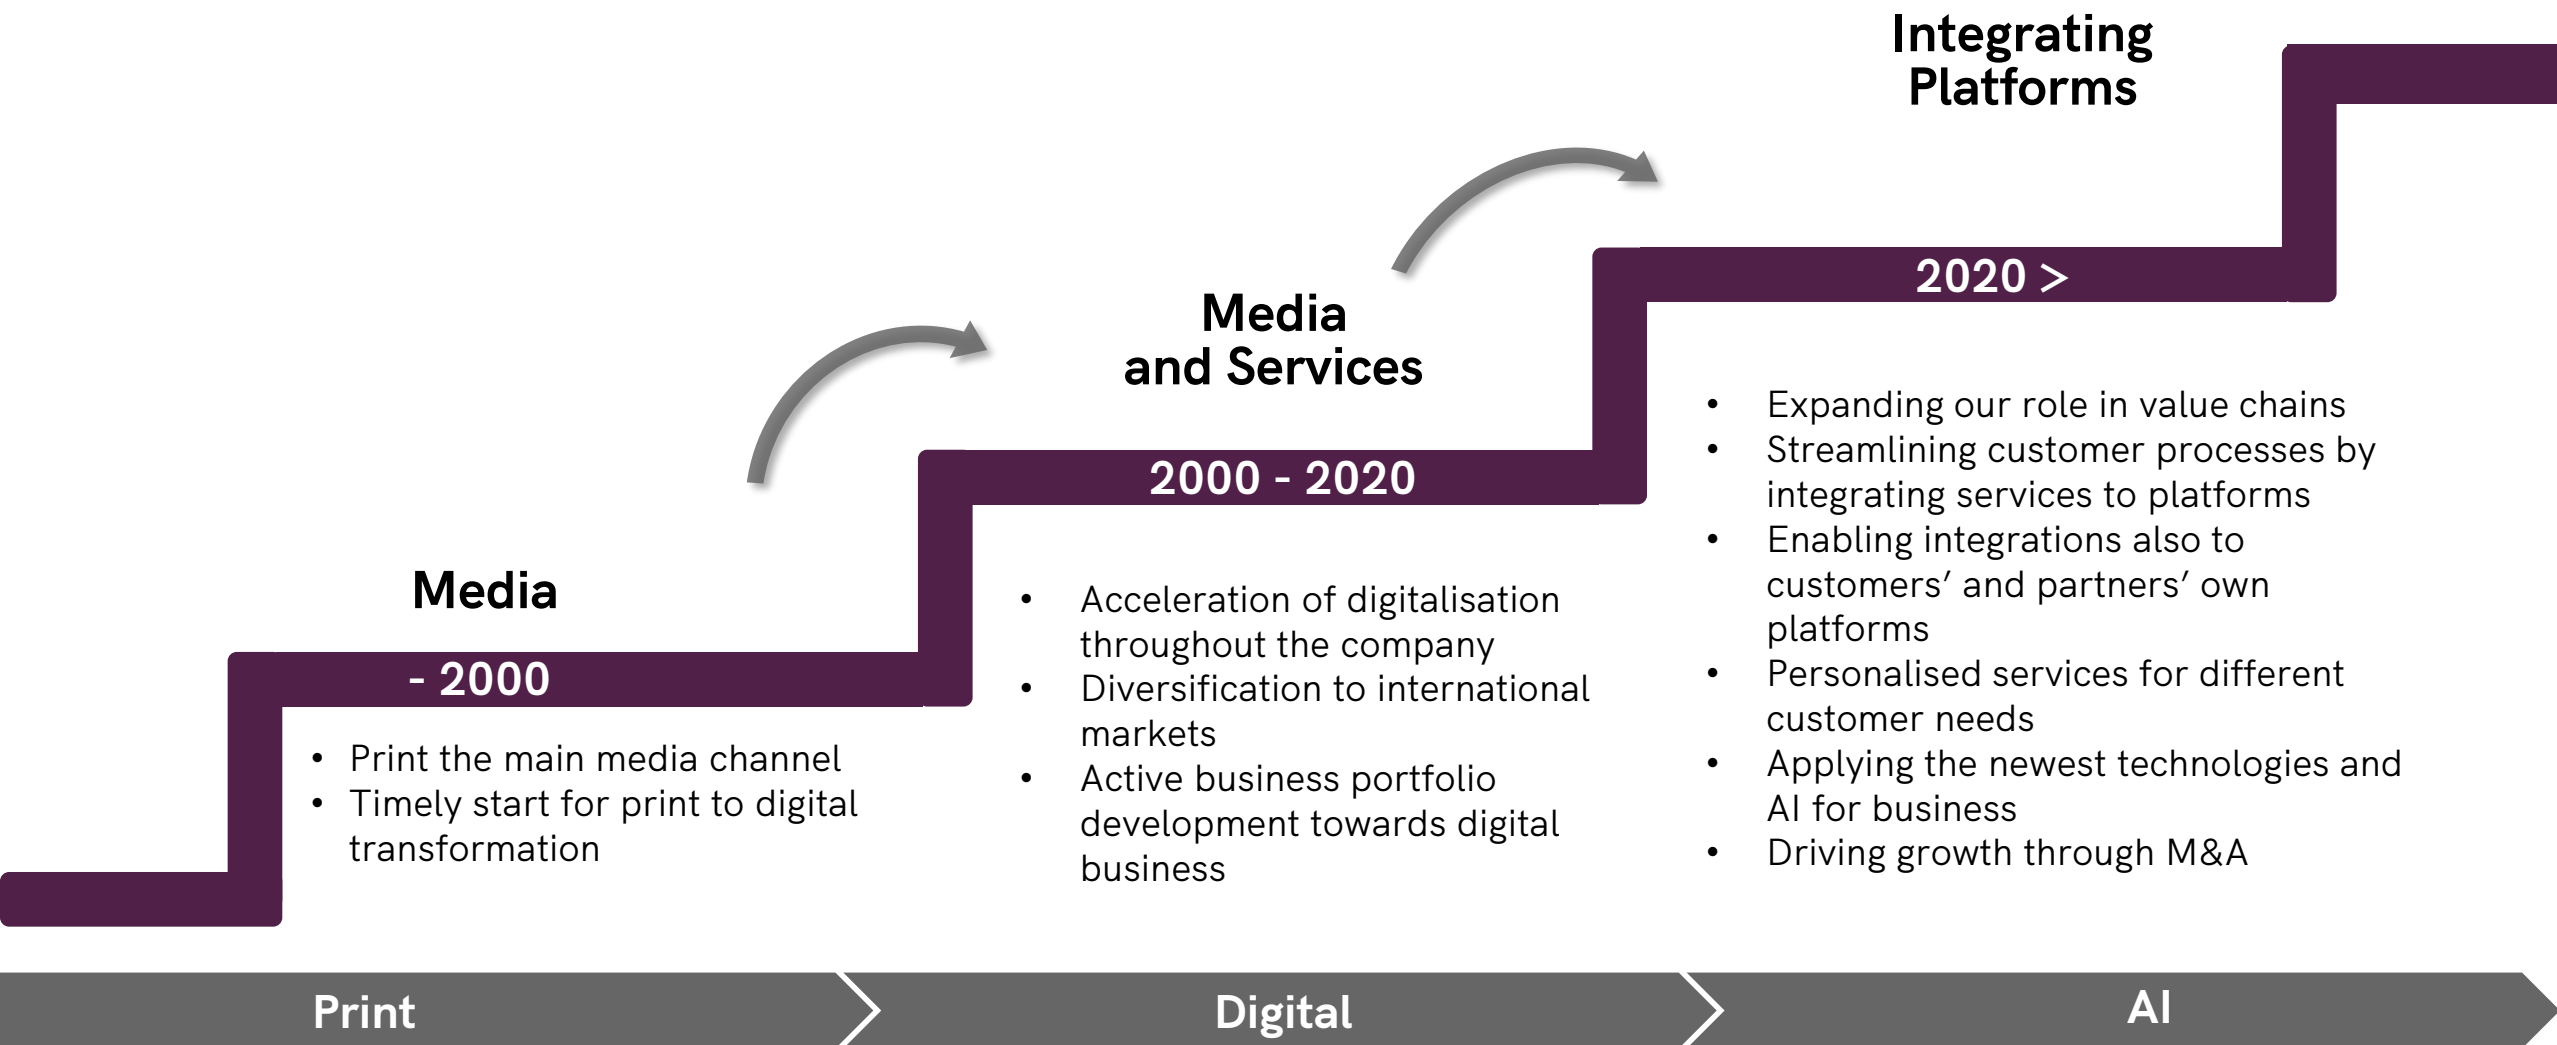 Media
- 2000
• Print the main media channel
• Timely start for print to digital
transformation
Media
and Services
2000 - 2020
• Acceleration of digitalisation
throughout the company
• Diversification to international
markets
• Active business portfolio
development towards digital
business
Integrating
Platforms
2020 >
• Expanding our role in value chains
• Streamlining customer processes by
integrating services to platforms
• Enabling integrations also to
customers’ and partners’ own
platforms
• Personalised services for different
customer needs
• Applying the newest technologies and
AI for business
• Driving growth through M&A
Print
Digital
AI